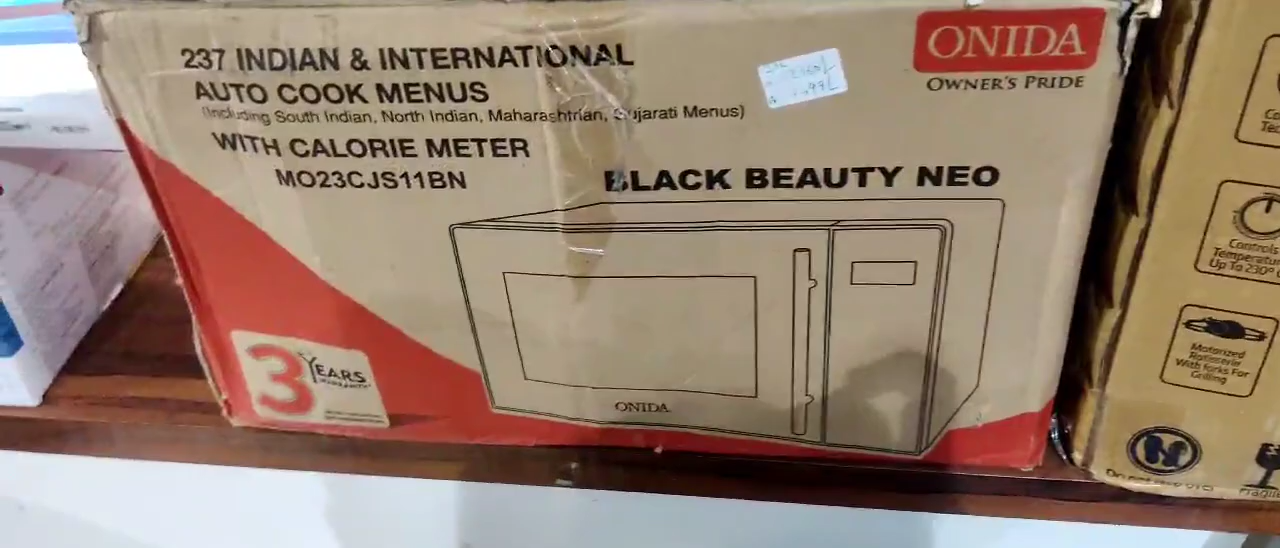 237 INDIAN & INTERNATIONAL
AUTO COOK MENUS
(Including South Indian, North Indian, Maharashtrian, Gujarati Menus)
WITH CALORIE METER
MO23CJS11BN
ONIDA
OWNER'S PRIDE
BLACK BEAUTY NEO
ONIDA
3 YEARS
WARRANTY*
Controls
Temperature
Up To 230°
Motorized
Rotisserie
With forks For
Grilling
Fragile